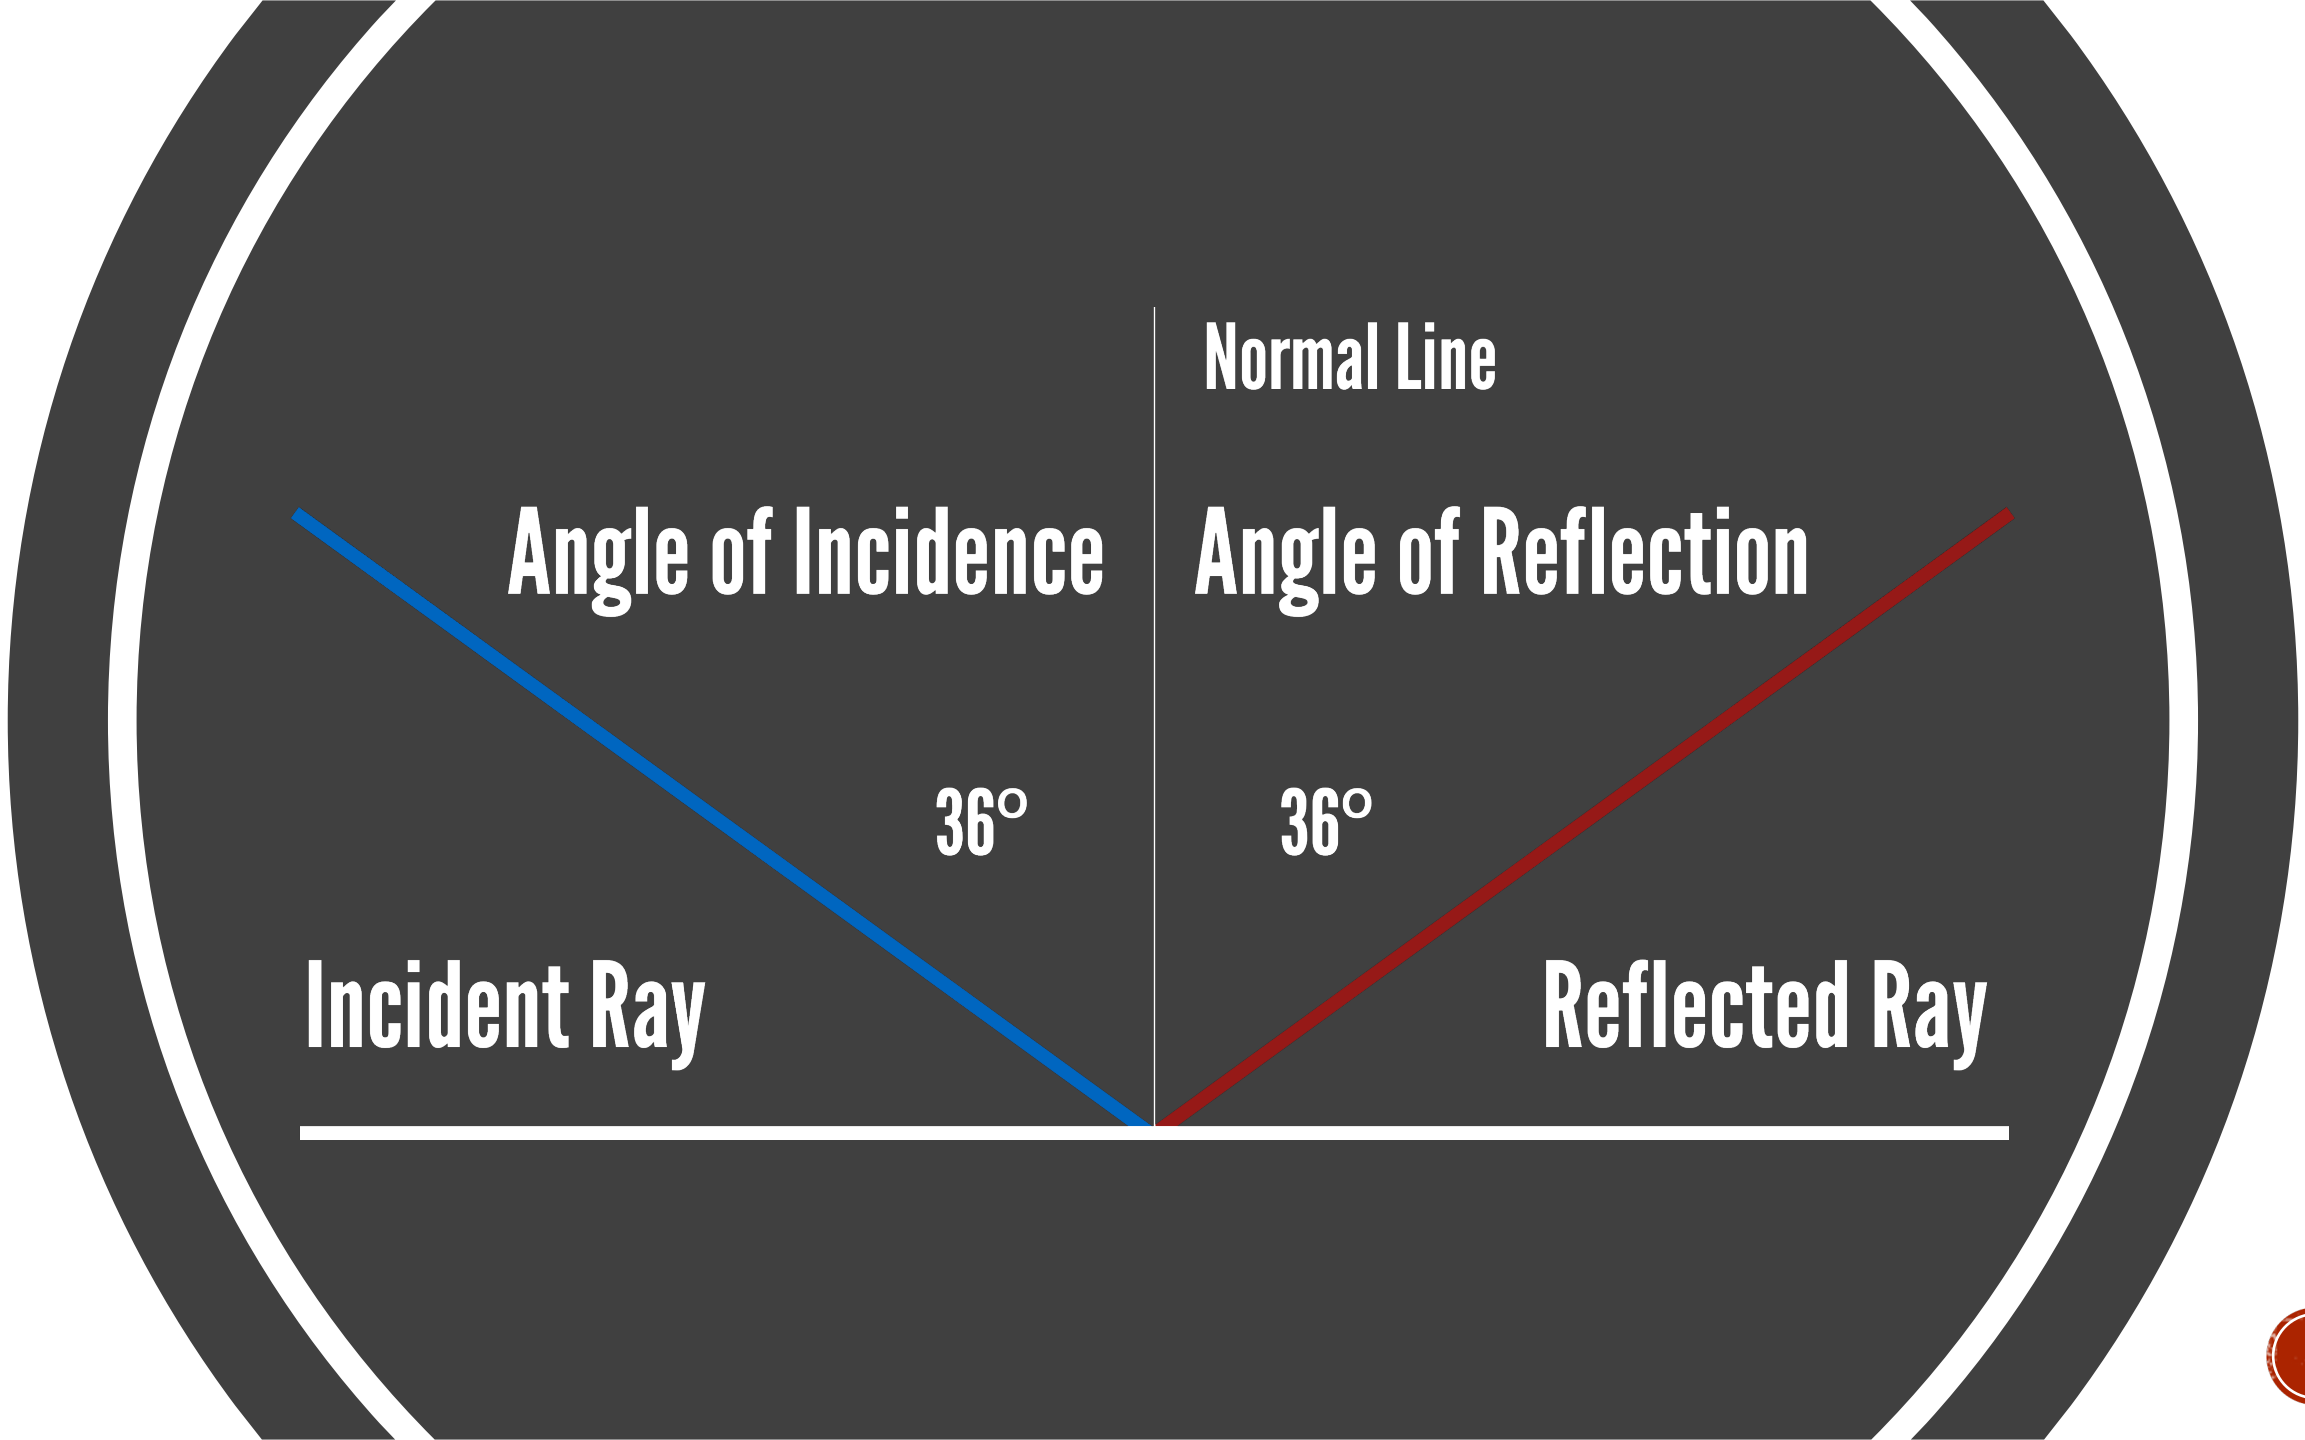 Normal Line
Angle of Incidence
Angle of Reflection
36°
36°
Incident Ray
Reflected Ray